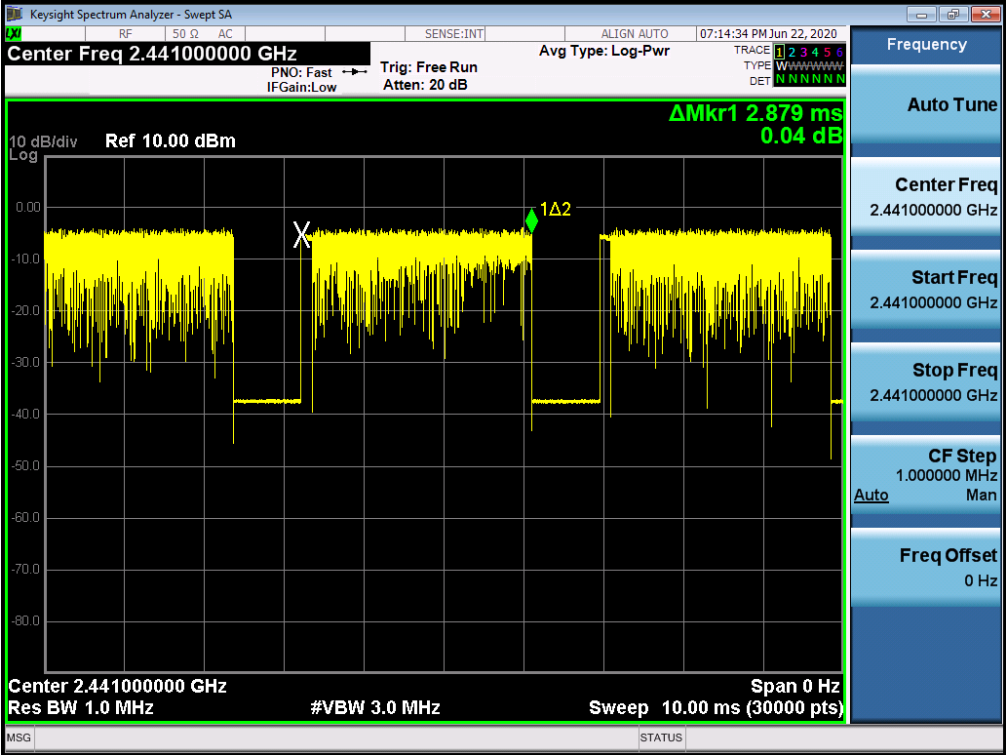 Keysight Spectrum Analyzer - Swept SA
LXI RF 50 Ω AC SENSE:INT ALIGN AUTO 07:14:34 PM Jun 22, 2020
Center Freq 2.441000000 GHz
PNO: Fast
IFGain:Low
Trig: Free Run
Atten: 20 dB
Avg Type: Log-Pwr
TRACE 1 2 3 4 5 6
TYPE WWWWWW
DET N N N N N N
ΔMkr1 2.879 ms
0.04 dB
10 dB/div Ref 10.00 dBm
Log
0.00
-10.0
-20.0
-30.0
-40.0
-50.0
-60.0
-70.0
-80.0
X
1Δ2
Center 2.441000000 GHz Span 0 Hz
Res BW 1.0 MHz #VBW 3.0 MHz Sweep 10.00 ms (30000 pts)
MSG STATUS
Frequency
Auto Tune
Center Freq
2.441000000 GHz
Start Freq
2.441000000 GHz
Stop Freq
2.441000000 GHz
CF Step
1.000000 MHz
Auto Man
Freq Offset
0 Hz